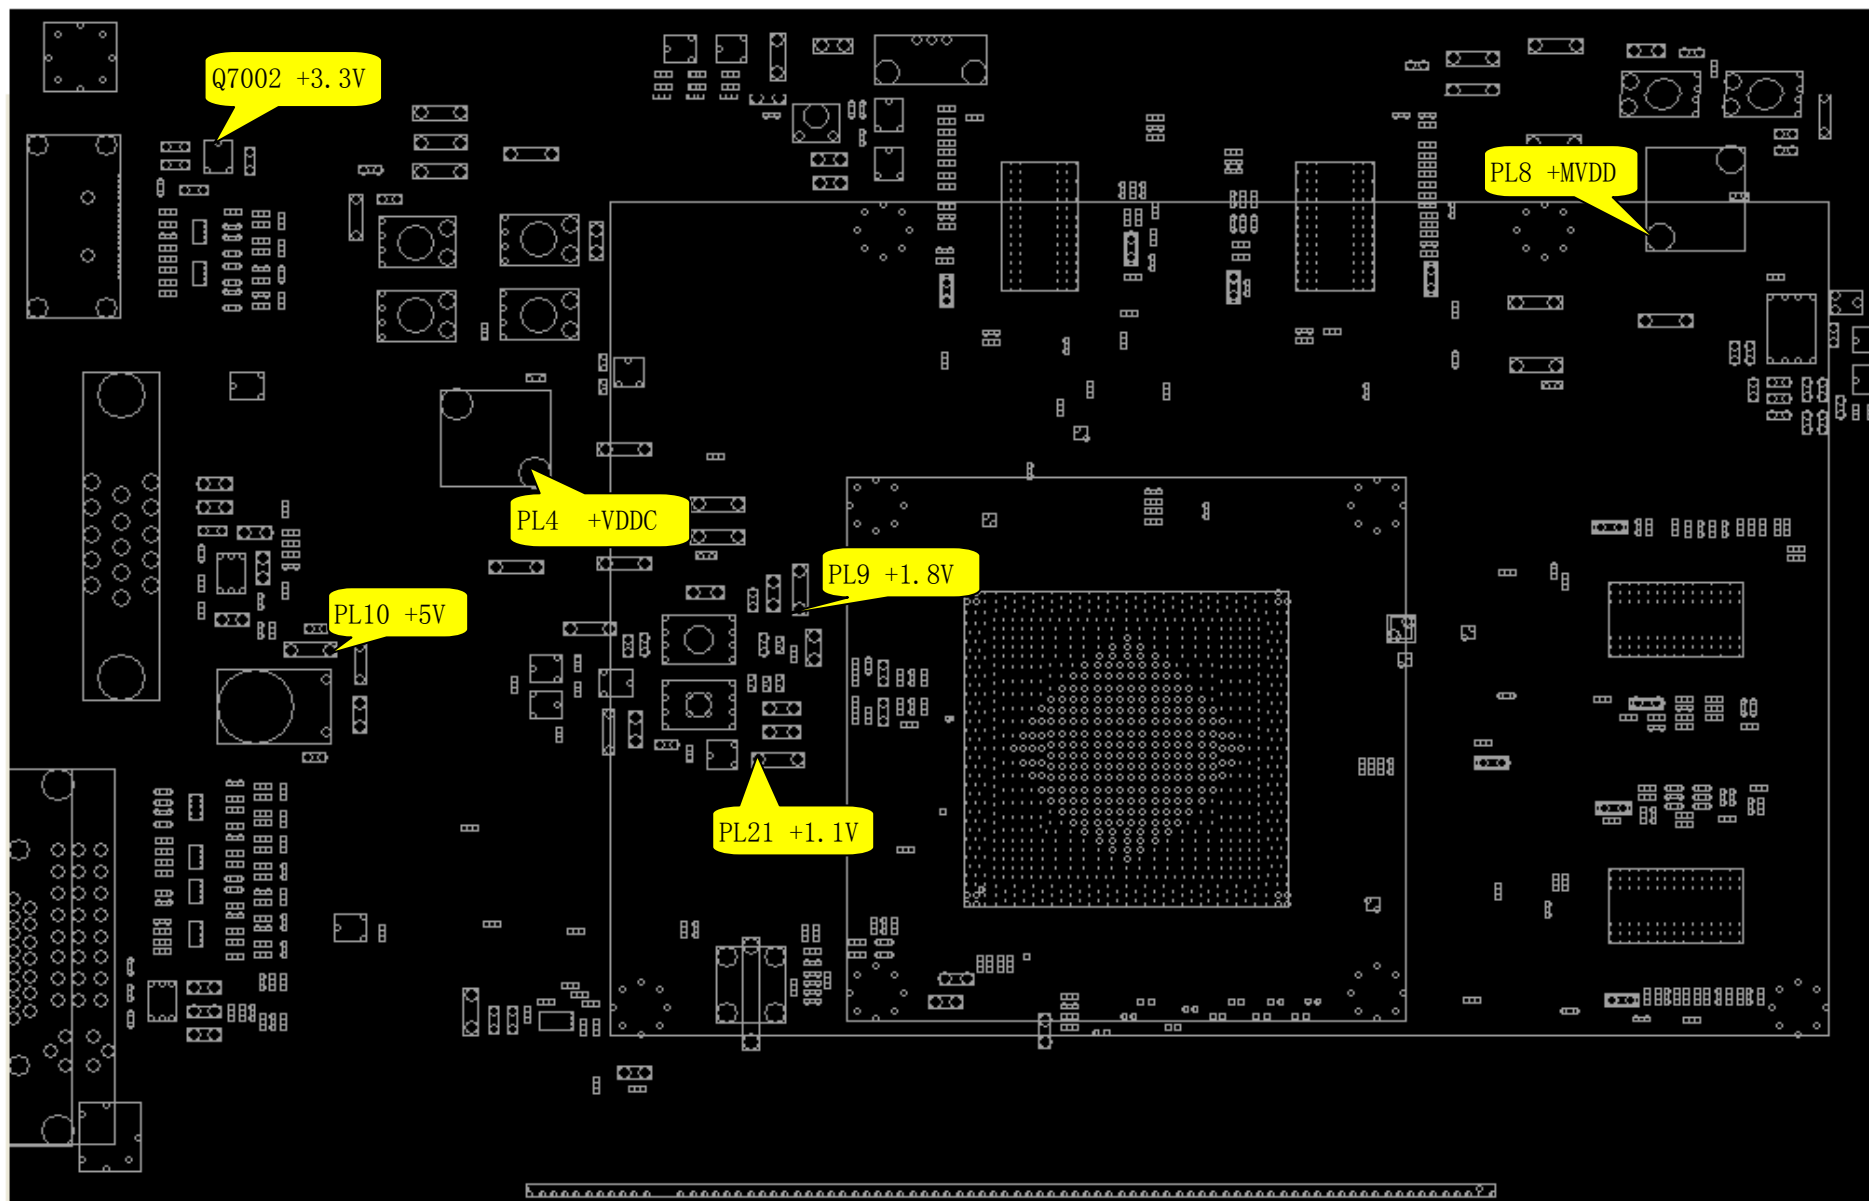 Q7002 +3.3V
PL8 +MVDD
PL4 +VDDC
PL9 +1.8V
PL10 +5V
PL21 +1.1V